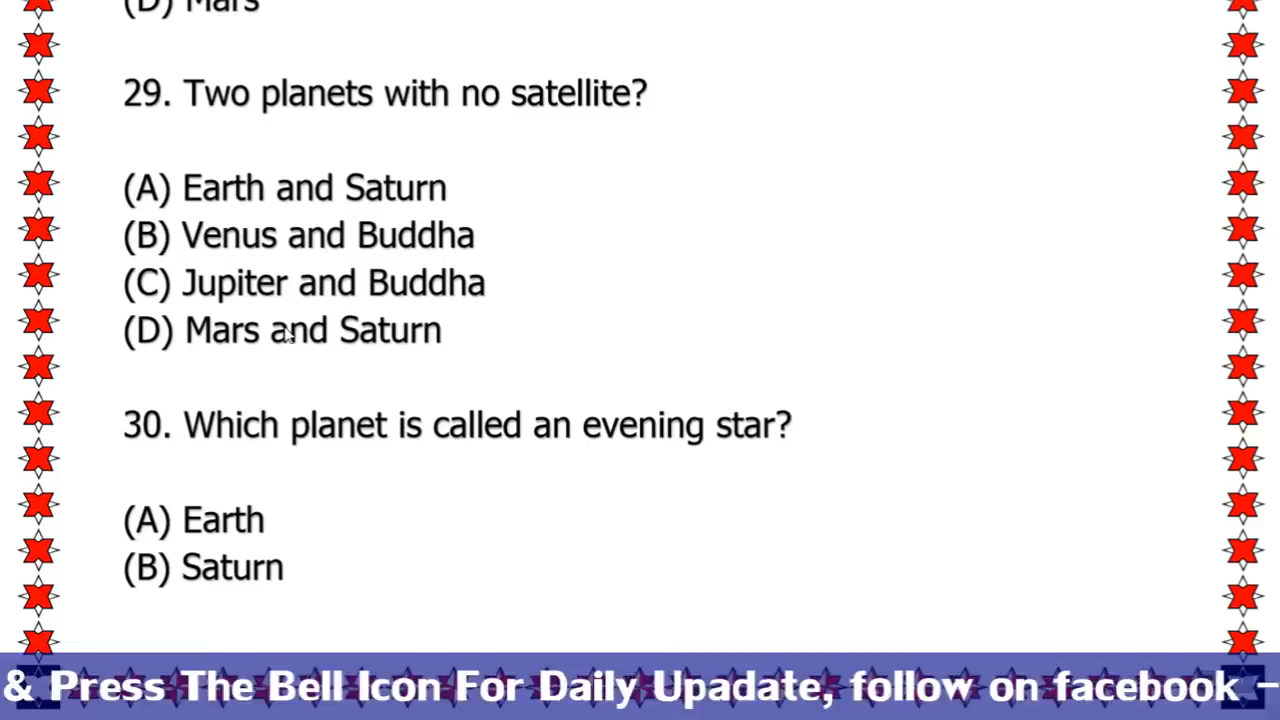 (D) Mars
29. Two planets with no satellite?
(A) Earth and Saturn
(B) Venus and Buddha
(C) Jupiter and Buddha
(D) Mars and Saturn
30. Which planet is called an evening star?
(A) Earth
(B) Saturn
& Press The Bell Icon For Daily Upadate, follow on facebook -